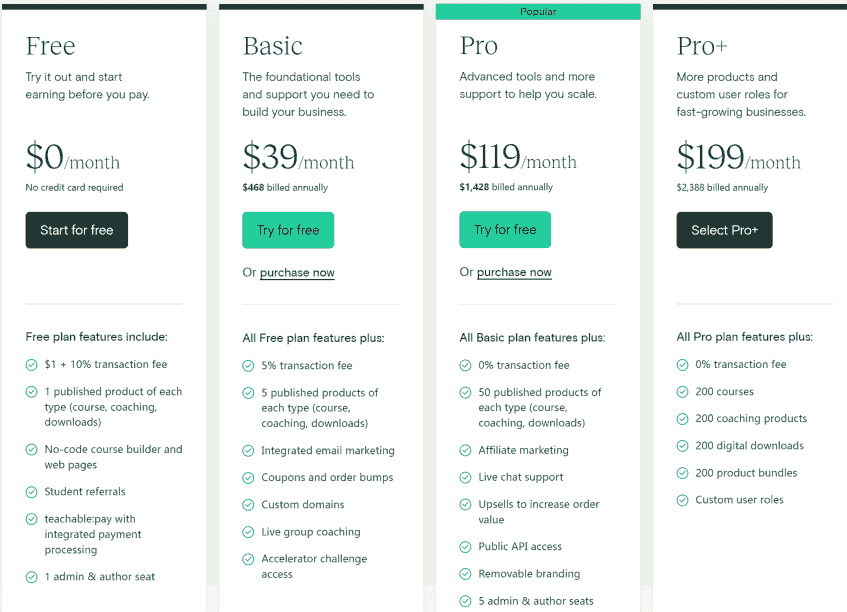 Popular
Free
Try it out and start
earning before you pay.
$0/month
No credit card required
Start for free
Free plan features include:
$1 + 10% transaction fee
1 published product of each
type (course, coaching,
downloads)
No-code course builder and
web pages
Student referrals
teachable:pay with
integrated payment
processing
1 admin & author seat
Basic
The foundational tools
and support you need to
build your business.
$39/month
$468 billed annually
Try for free
Or purchase now
All Free plan features plus:
5% transaction fee
5 published products of
each type (course,
coaching, downloads)
Integrated email marketing
Coupons and order bumps
Custom domains
Live group coaching
Accelerator challenge
access
Pro
Advanced tools and more
support to help you scale.
$119/month
$1,428 billed annually
Try for free
Or purchase now
All Basic plan features plus:
0% transaction fee
50 published products of
each type (course,
coaching, downloads)
Affiliate marketing
Live chat support
Upsells to increase order
value
Public API access
Removable branding
5 admin & author seats
Pro+
More products and
custom user roles for
fast-growing businesses.
$199/month
$2,388 billed annually
Select Pro+
All Pro plan features plus:
0% transaction fee
200 courses
200 coaching products
200 digital downloads
200 product bundles
Custom user roles